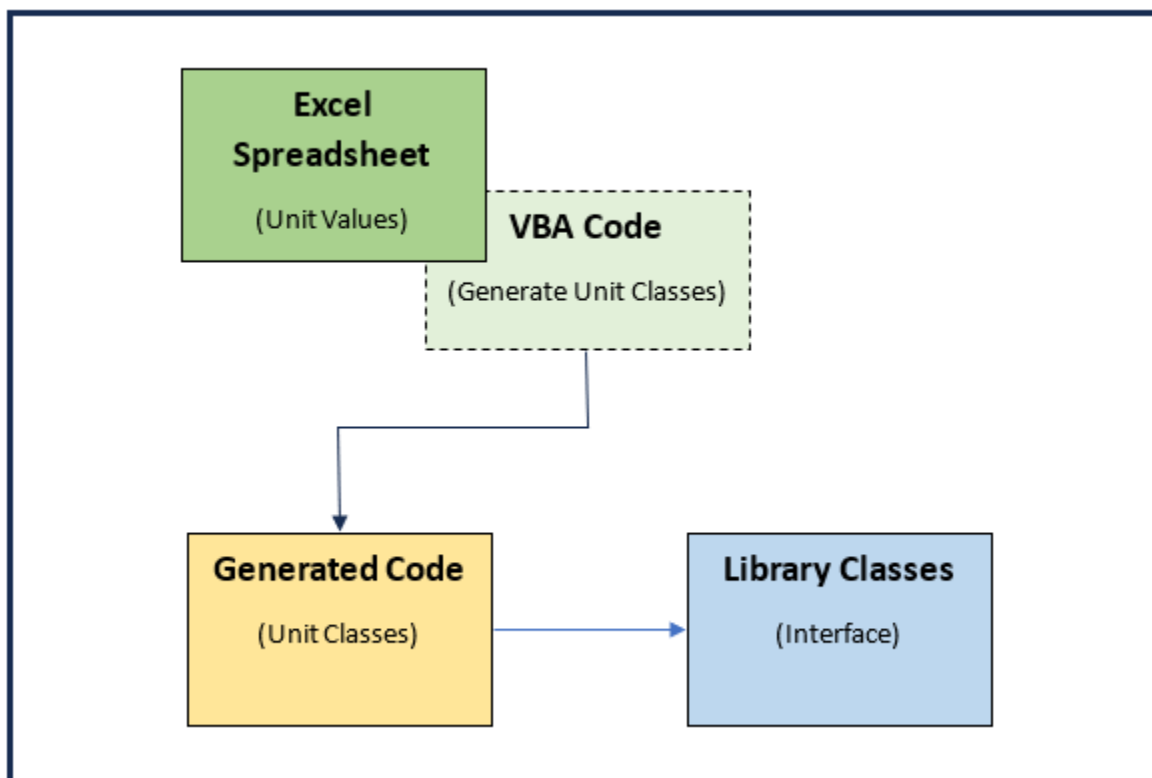 Excel
Spreadsheet
(Unit Values)
VBA Code
(Generate Unit Classes)
Generated Code
(Unit Classes)
Library Classes
(Interface)